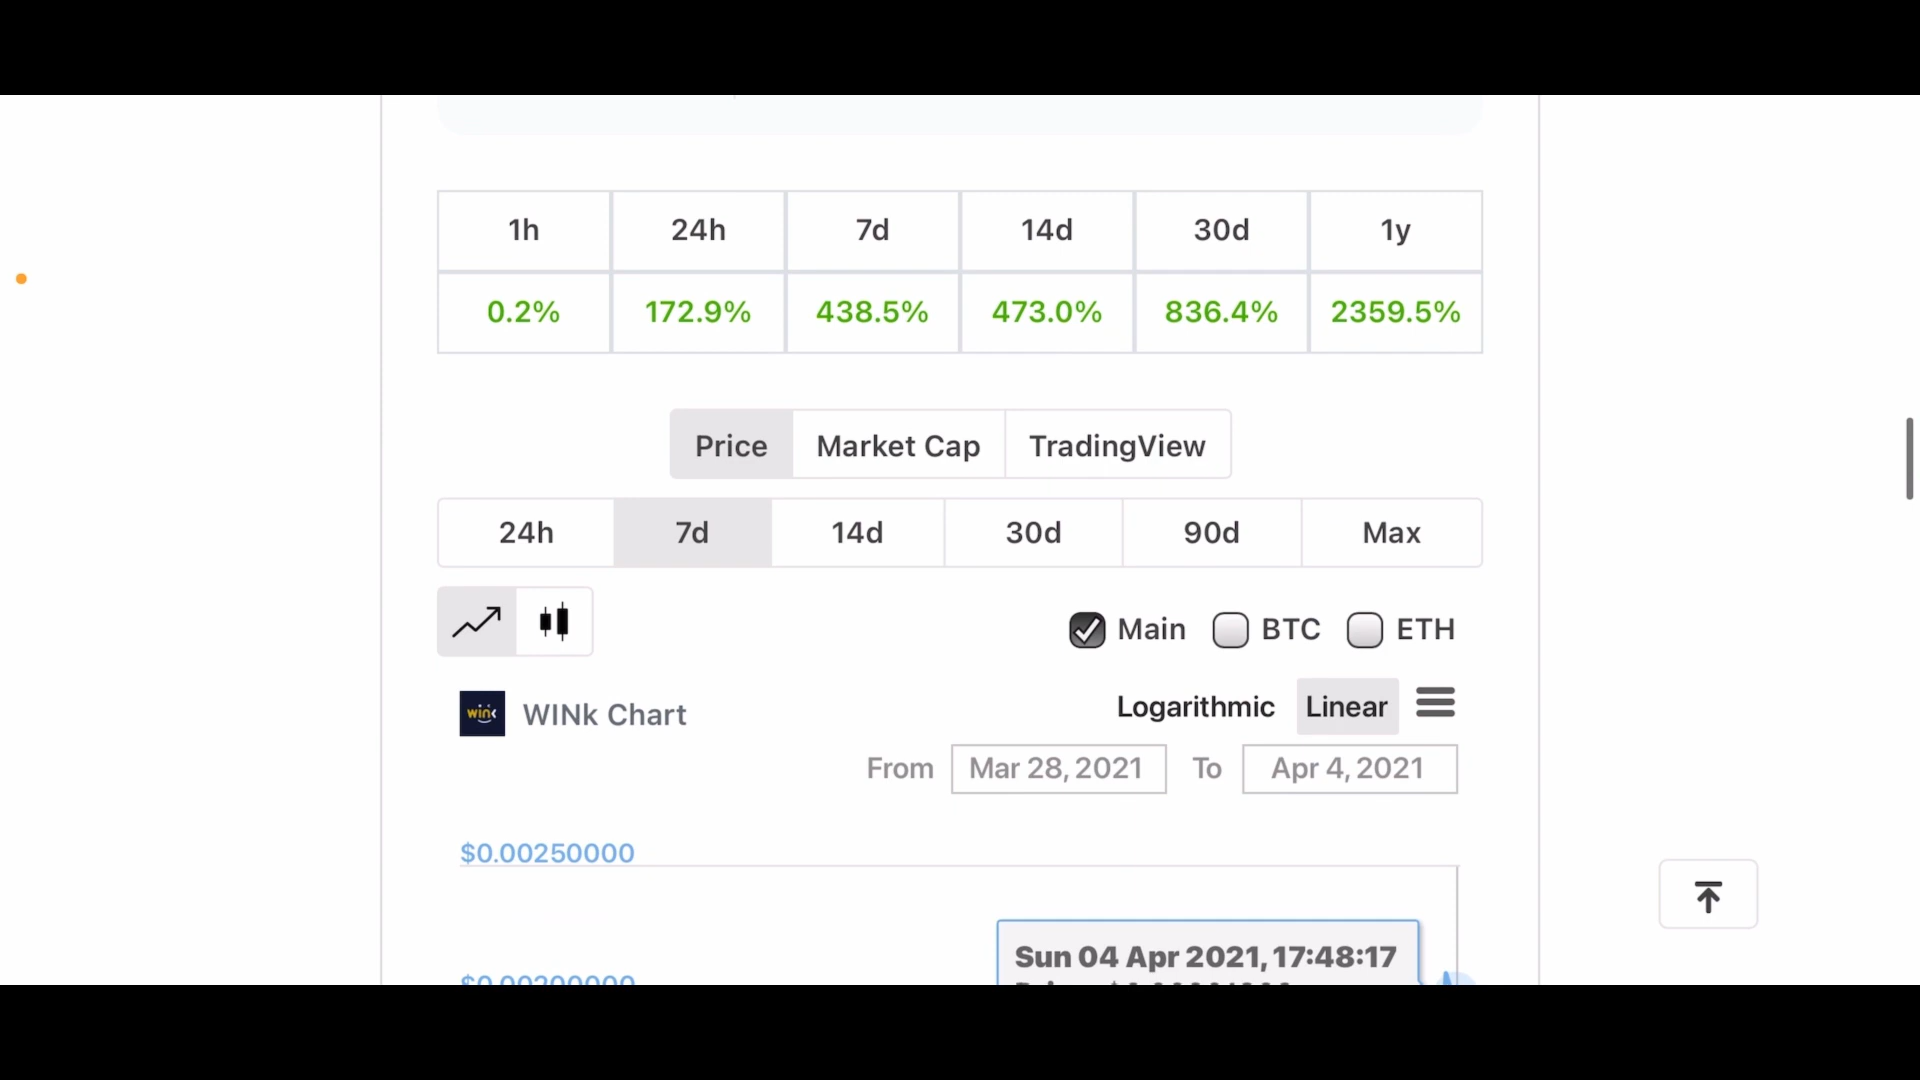 1h 24h 7d 14d 30d 1y
0.2% 172.9% 438.5% 473.0% 836.4% 2359.5%
Price Market Cap TradingView
24h 7d 14d 30d 90d Max
Main BTC ETH
wink WINk Chart
Logarithmic Linear
From Mar 28, 2021 To Apr 4, 2021
$0.00250000
Sun 04 Apr 2021, 17:48:17